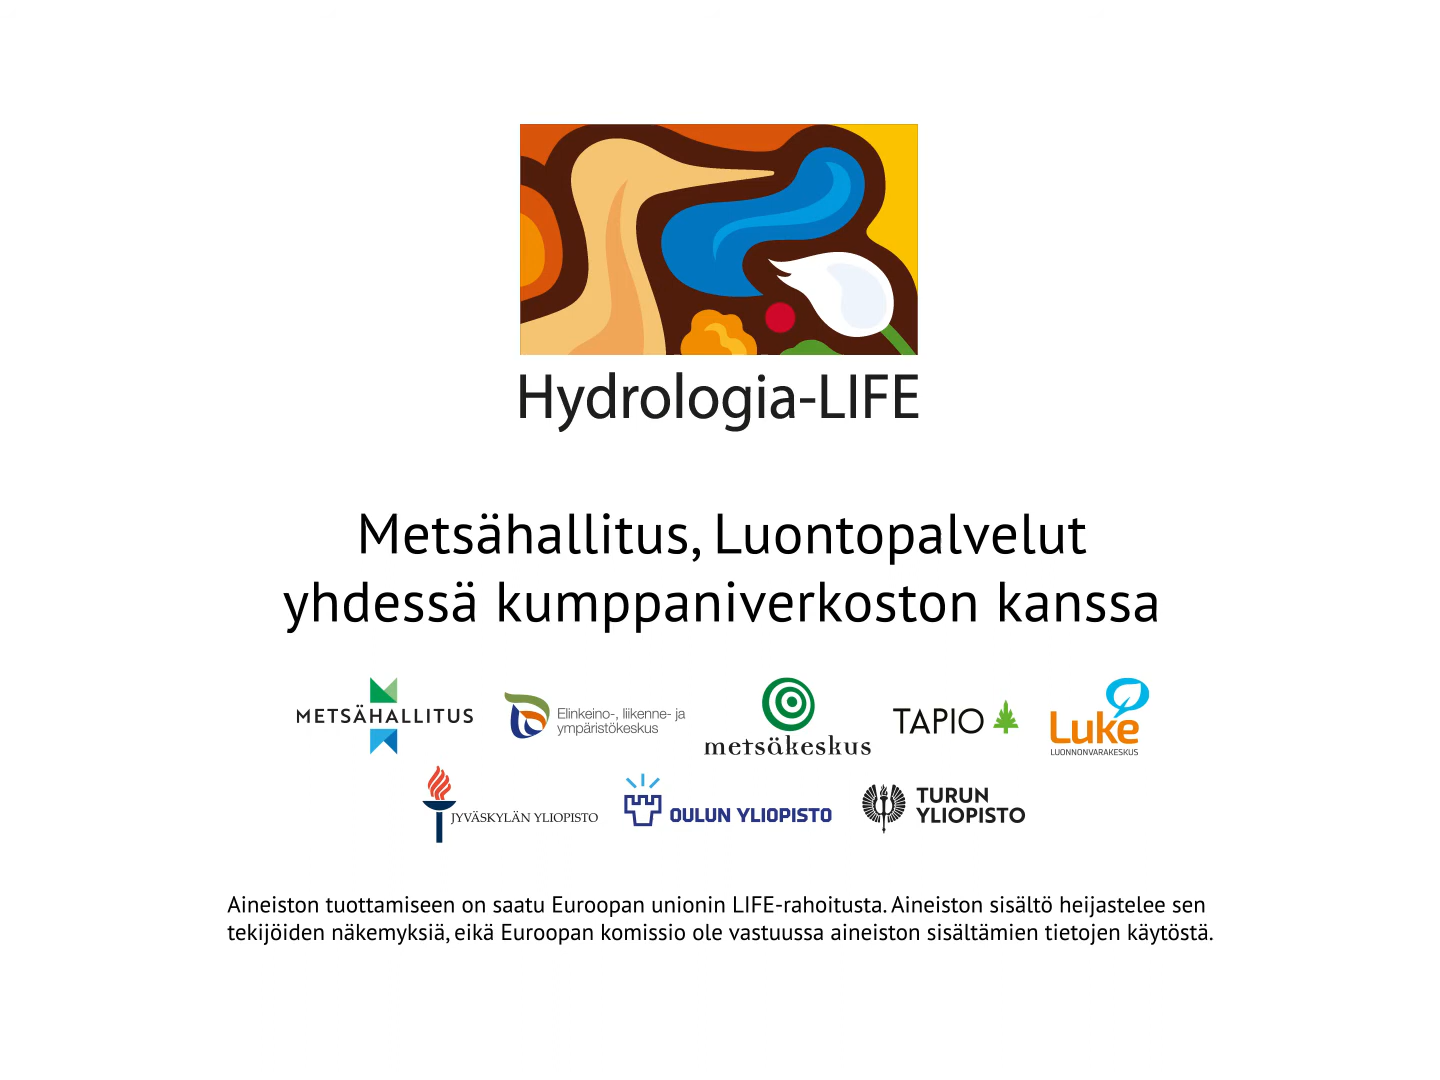 Hydrologia-LIFE
Metsähallitus, Luontopalvelut
yhdessä kumppaniverkoston kanssa
METSÄHALLITUS
Elinkeino-, liikenne- ja
ympäristökeskus
metsäkeskus
TAPIO
Luke
LUONNONVARAKESKUS
JYVÄSKYLÄN YLIOPISTO
OULUN YLIOPISTO
TURUN
YLIOPISTO
Aineiston tuottamiseen on saatu Euroopan unionin LIFE-rahoitusta. Aineiston sisältö heijastelee sen
tekijöiden näkemyksiä, eikä Euroopan komissio ole vastuussa aineiston sisältämien tietojen käytöstä.